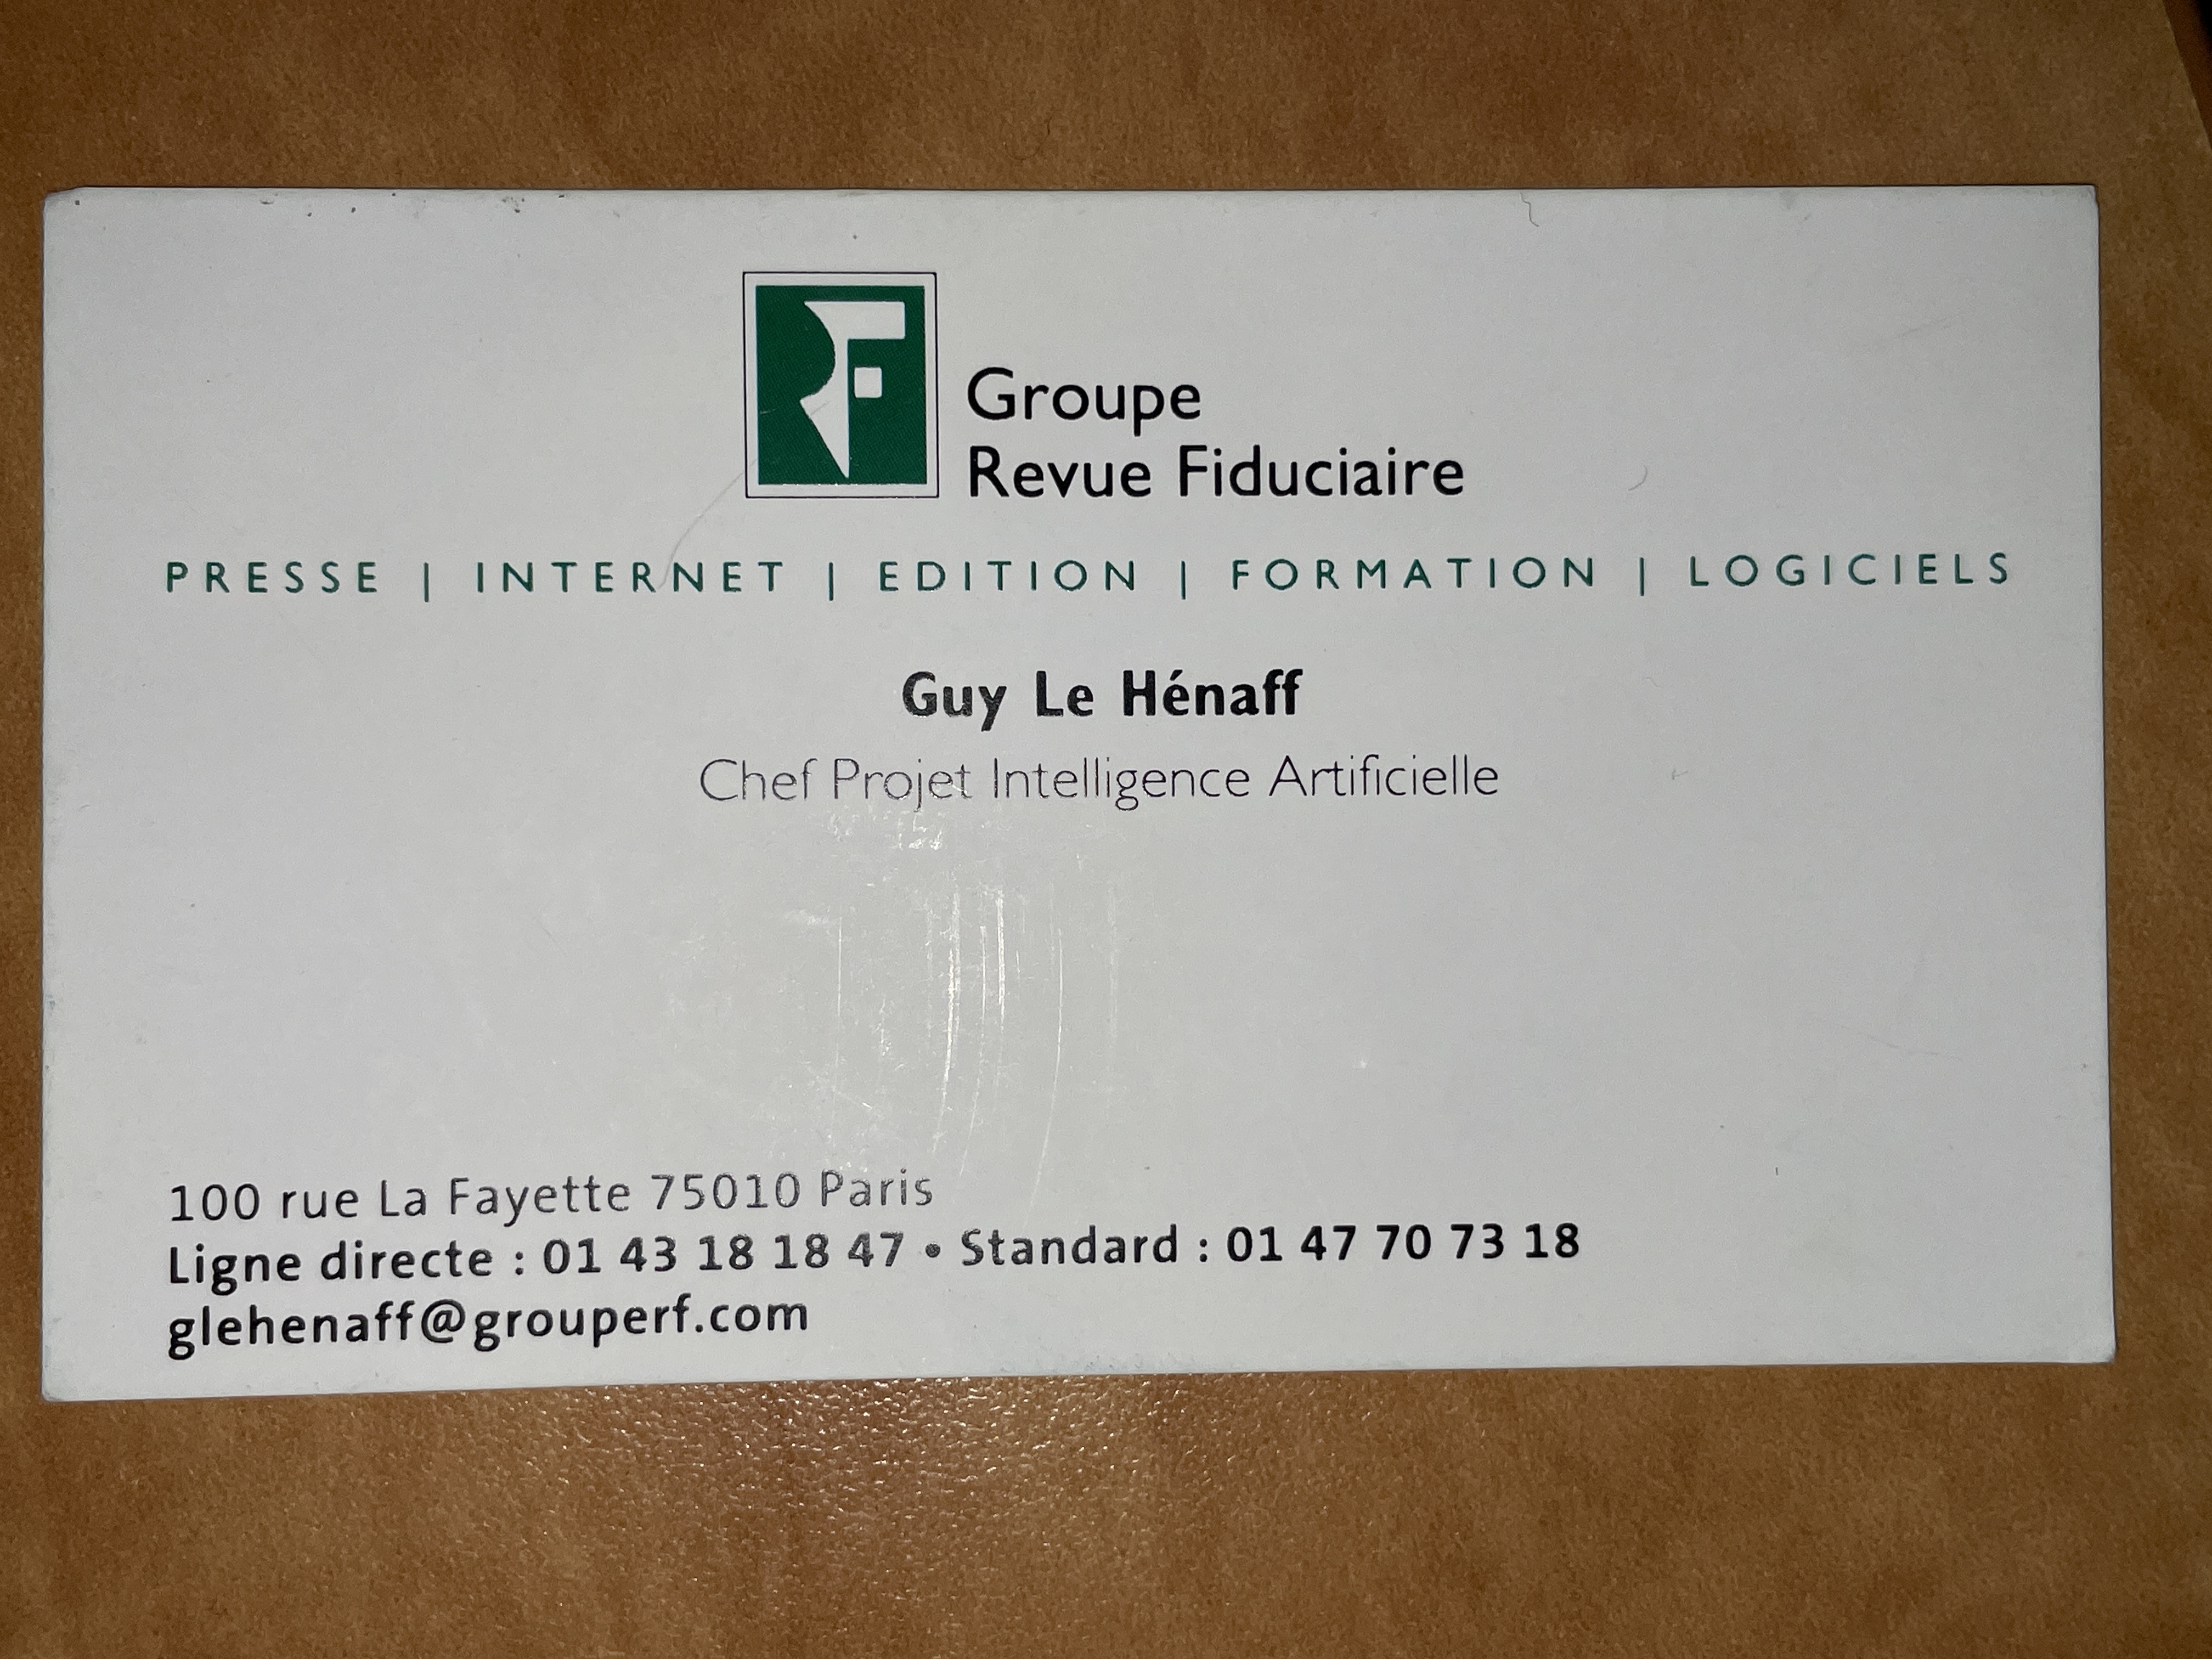 RF
Groupe
Revue Fiduciaire
PRESSE | INTERNET | EDITION | FORMATION | LOGICIELS
Guy Le Hénaff
Chef Projet Intelligence Artificielle
100 rue La Fayette 75010 Paris
Ligne directe : 01 43 18 18 47 • Standard : 01 47 70 73 18
glehenaff@grouperf.com